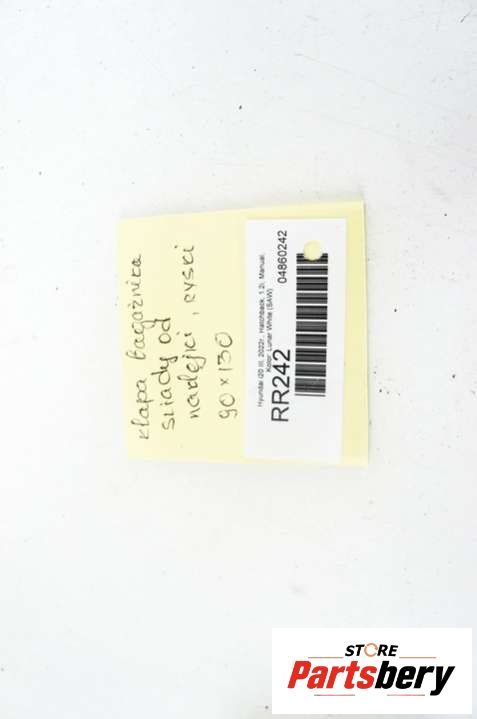 klapa bagażnika
ślady od
naklejki, ryski
90 x 130
Hyundai i20 III, 2022r., Hatchback, 1.2i, Manual,
Kolor: Lunar White (SAW)
RR242
04860242
STORE
Partsbery